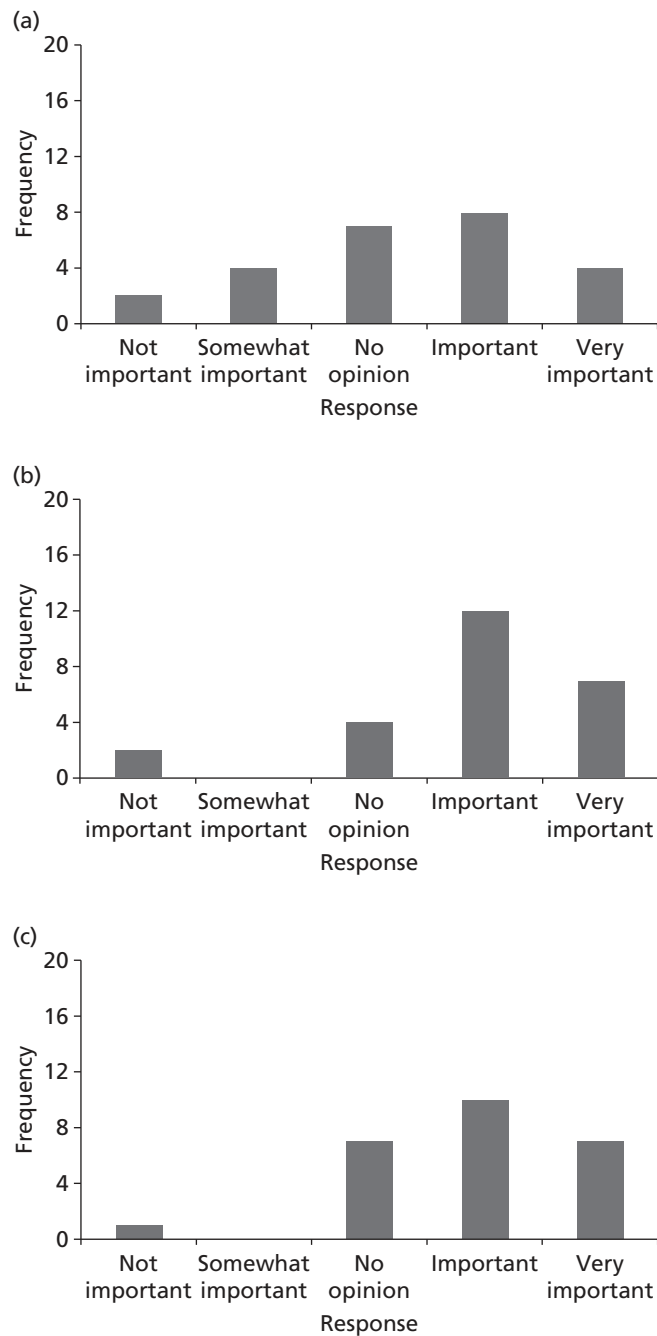 (a)
20
16
12
8
4
0
Frequency
Not important
Somewhat important
No opinion
Important
Very important
Response
(b)
20
16
12
8
4
0
Frequency
Not important
Somewhat important
No opinion
Important
Very important
Response
(c)
20
16
12
8
4
0
Frequency
Not important
Somewhat important
No opinion
Important
Very important
Response